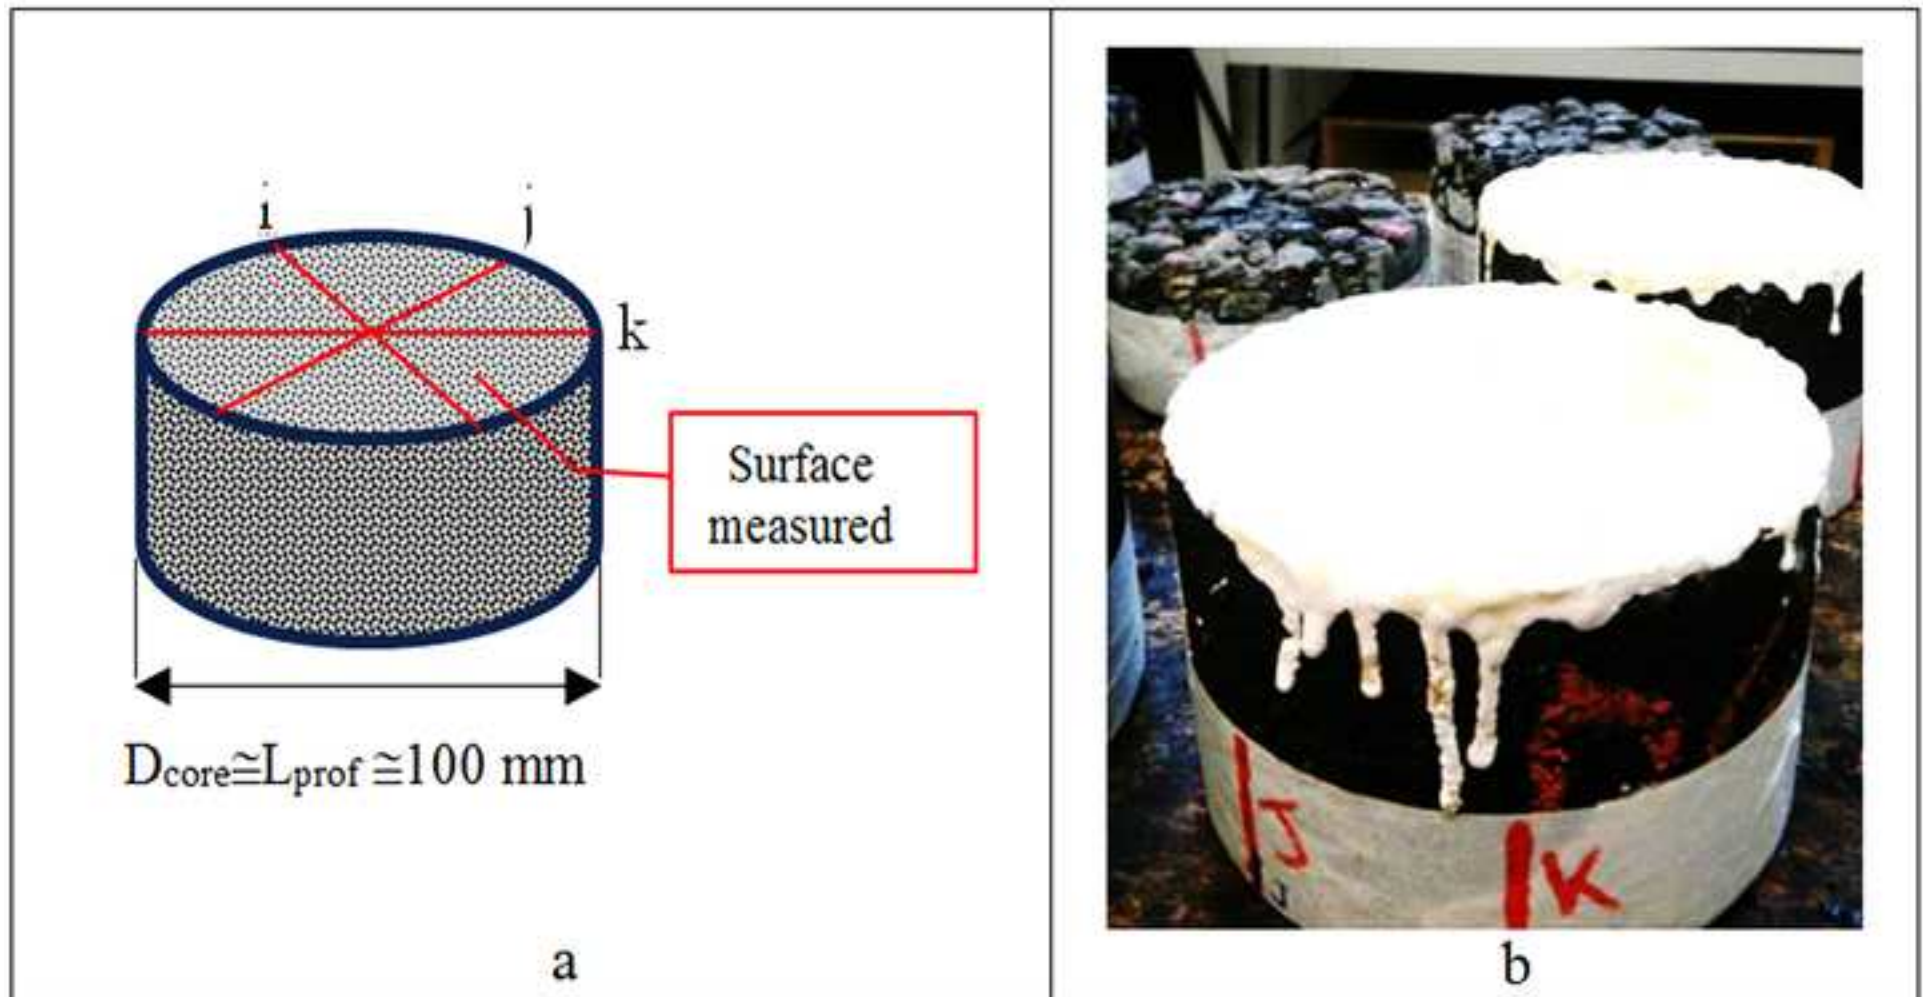 i
j
k
Surface
measured
Dcore≅Lprof ≅100 mm
a
J
J
K
b